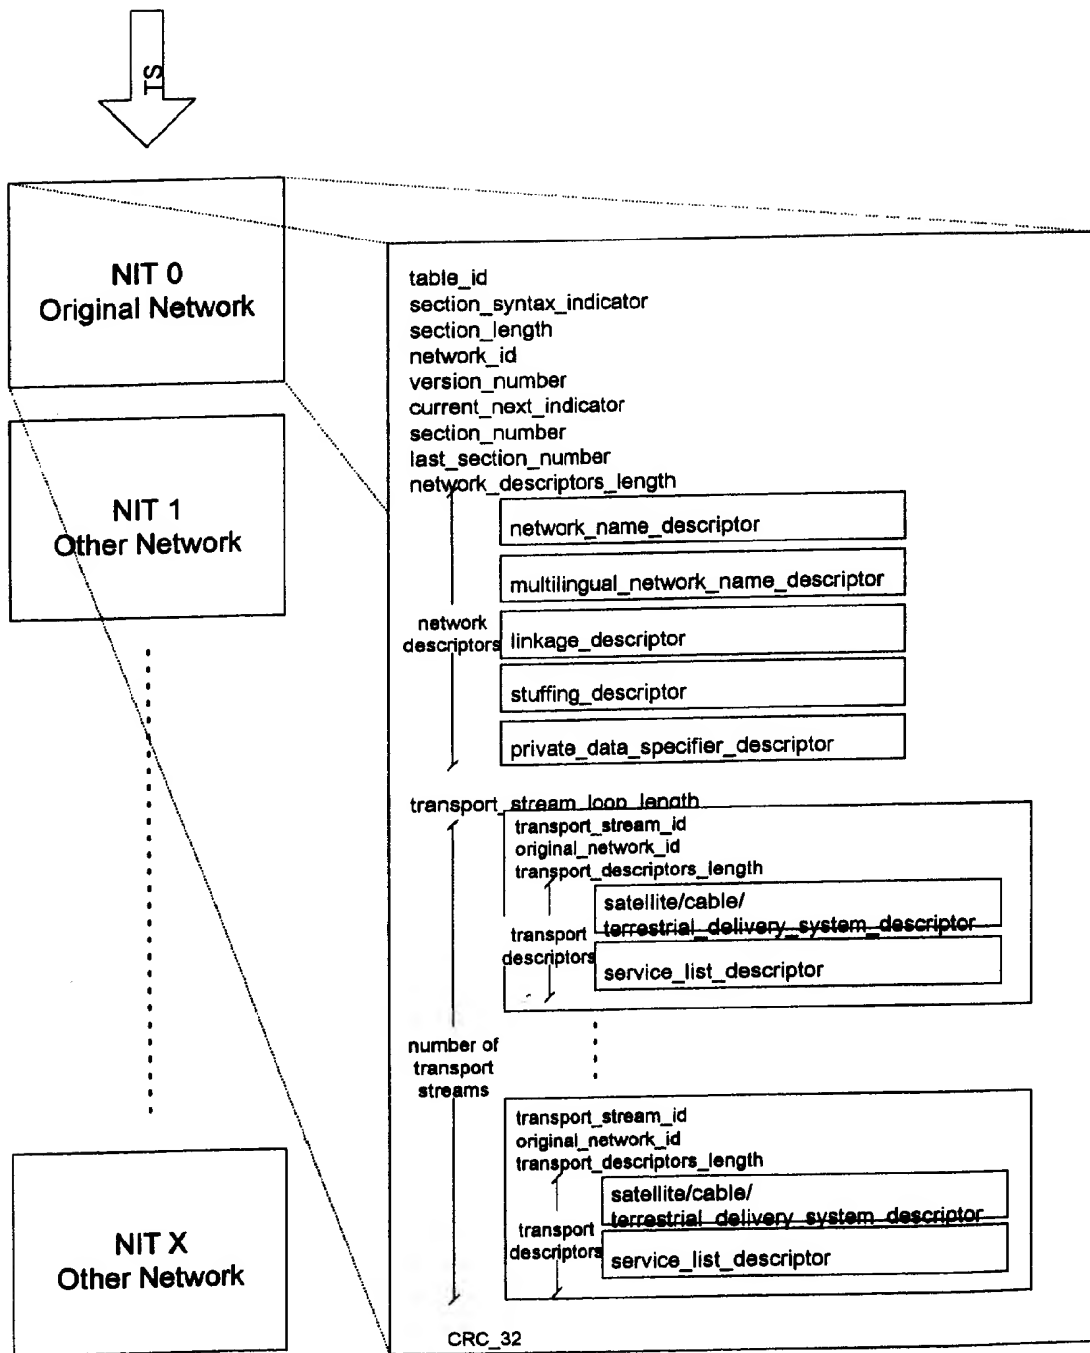 TS
NIT 0
Original Network
NIT 1
Other Network
NIT X
Other Network
table_id
section_syntax_indicator
section_length
network_id
version_number
current_next_indicator
section_number
last_section_number
network_descriptors_length
network
descriptors
network_name_descriptor
multilingual_network_name_descriptor
linkage_descriptor
stuffing_descriptor
private_data_specifier_descriptor
transport_stream_loop_length
number of
transport
streams
transport_stream_id
original_network_id
transport_descriptors_length
transport
descriptors
satellite/cable/
terrestrial_delivery_system_descriptor
service_list_descriptor
transport_stream_id
original_network_id
transport_descriptors_length
transport
descriptors
satellite/cable/
terrestrial_delivery_system_descriptor
service_list_descriptor
CRC_32